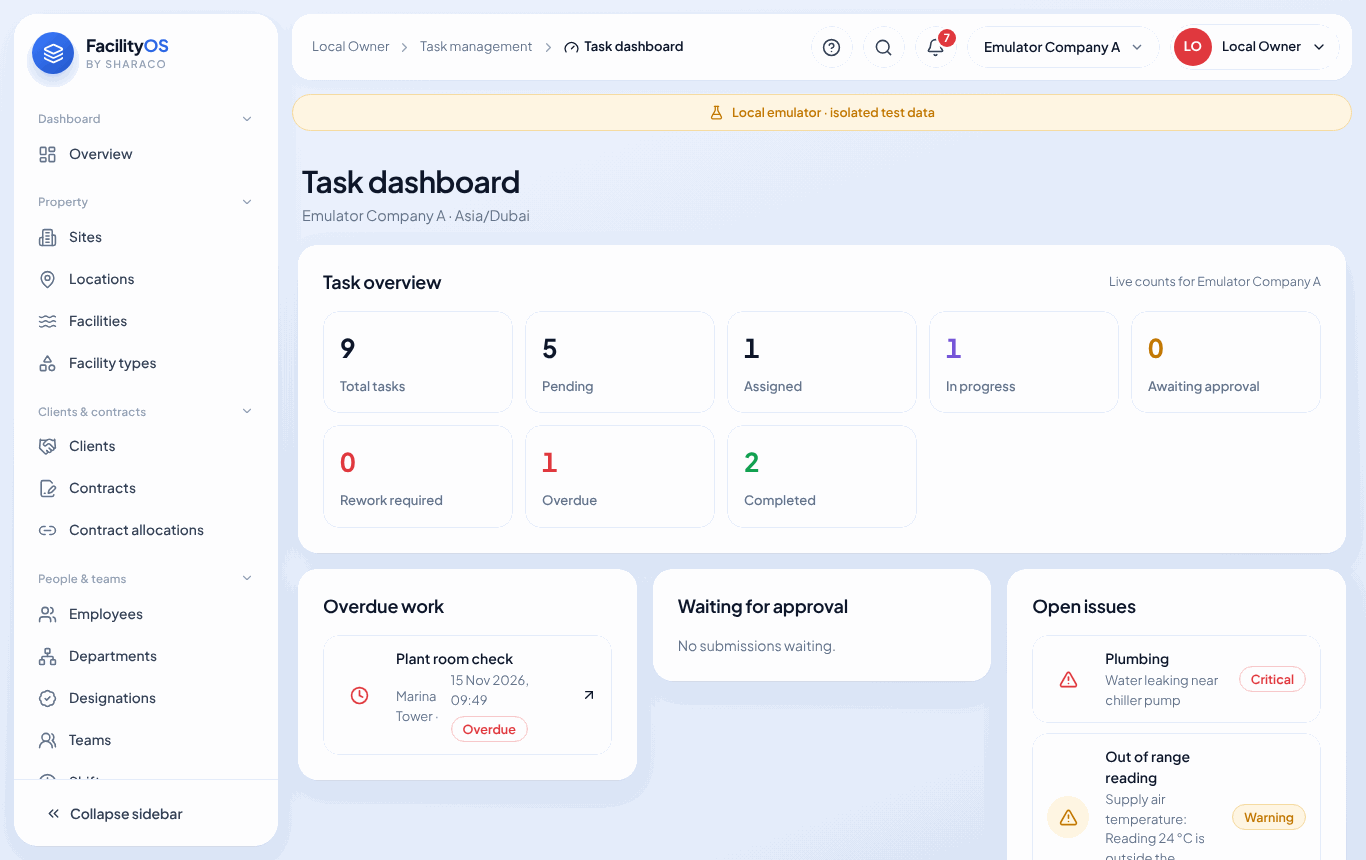 FacilityOS
BY SHARACO
Dashboard
Overview
Property
Sites
Locations
Facilities
Facility types
Clients & contracts
Clients
Contracts
Contract allocations
People & teams
Employees
Departments
Designations
Teams
Collapse sidebar
Local Owner
Task management
Task dashboard
7
Emulator Company A
LO
Local Owner
Local emulator · isolated test data
Task dashboard
Emulator Company A · Asia/Dubai
Task overview
Live counts for Emulator Company A
9
Total tasks
5
Pending
1
Assigned
1
In progress
0
Awaiting approval
0
Rework required
1
Overdue
2
Completed
Overdue work
Plant room check
Marina
Tower ·
15 Nov 2026,
09:49
Overdue
Waiting for approval
No submissions waiting.
Open issues
Plumbing
Water leaking near
chiller pump
Critical
Out of range
reading
Supply air
temperature:
Reading 24 °C is
outside the
Warning